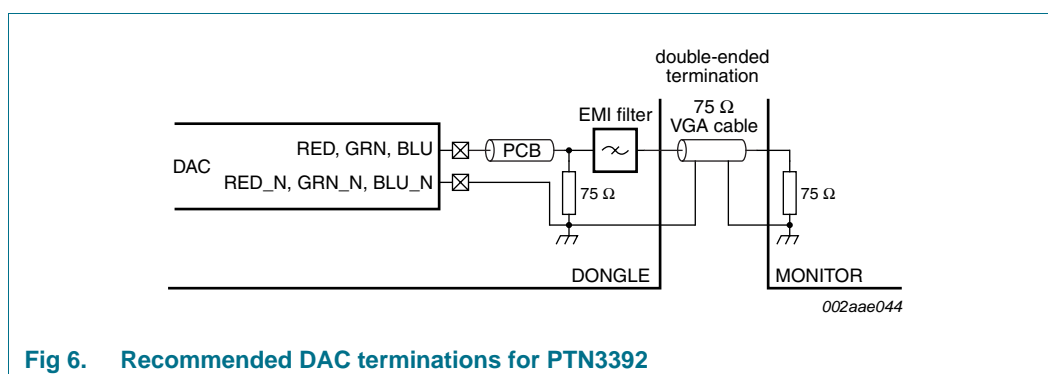 double-ended
termination
75 Ω
VGA cable
EMI filter
RED, GRN, BLU
PCB
DAC
RED_N, GRN_N, BLU_N
75 Ω
75 Ω
DONGLE
MONITOR
002aae044
Fig 6. Recommended DAC terminations for PTN3392